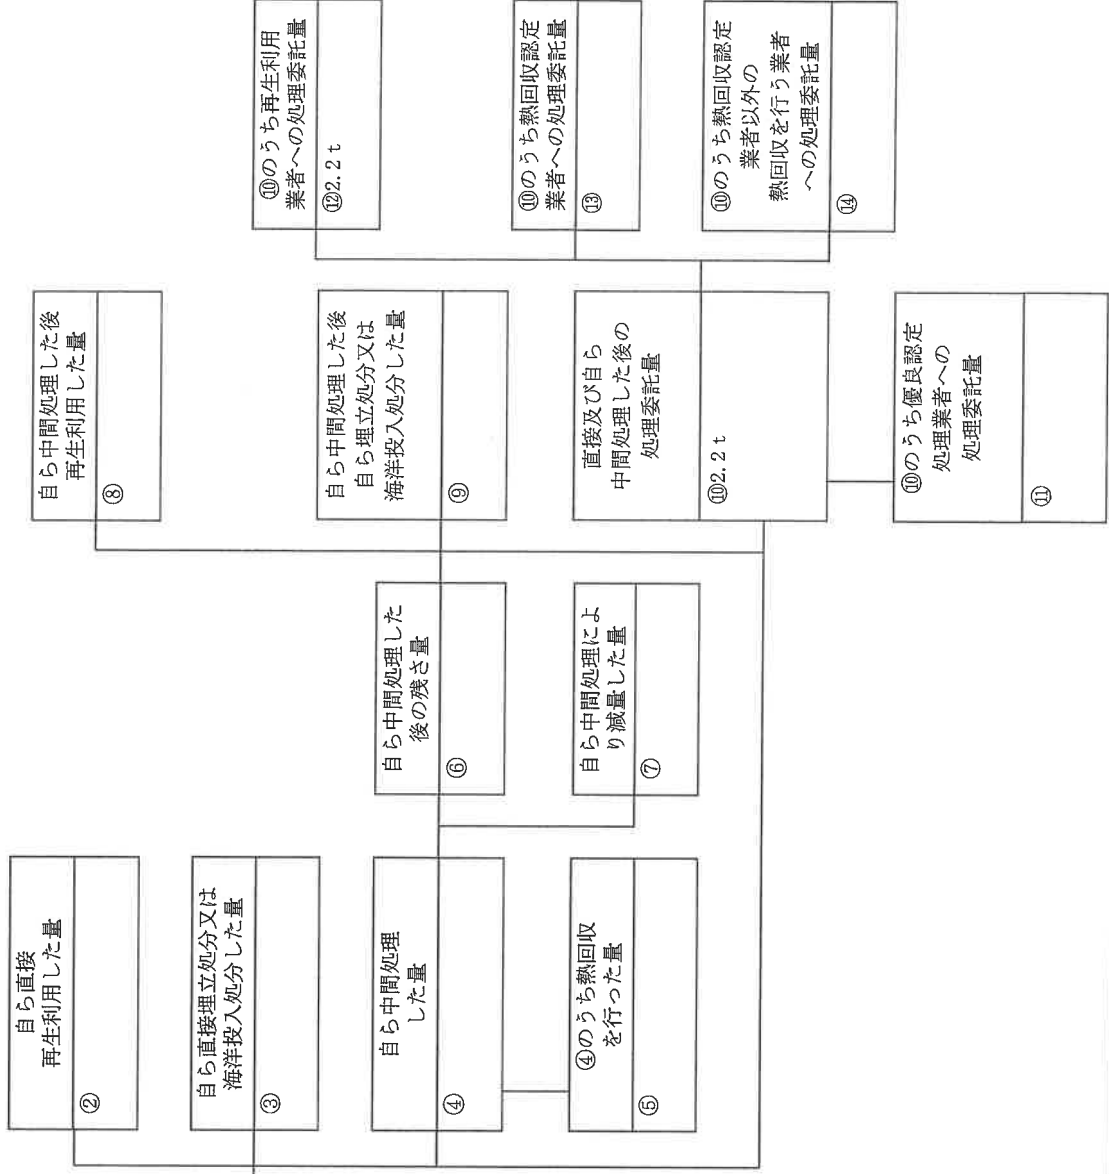 自ら直接
再生利用した量
②
自ら直接埋立処分又は
海洋投入処分した量
③
自ら中間処理
した量
④
④のうち熱回収
を行った量
⑤
自ら中間処理した
後の残さ量
⑥
自ら中間処理によ
り減量した量
⑦
自ら中間処理した後
再生利用した量
⑧
自ら中間処理した後
自ら埋立処分又は
海洋投入処分した量
⑨
直接及び自ら
中間処理した後の
処理委託量
⑩2.2t
⑩のうち優良認定
処理業者への
処理委託量
⑪
⑩のうち再生利用
業者への処理委託量
⑫2.2t
⑩のうち熱回収認定
業者への処理委託量
⑬
⑩のうち熱回収認定
業者以外の
熱回収を行う業者
への処理委託量
⑭